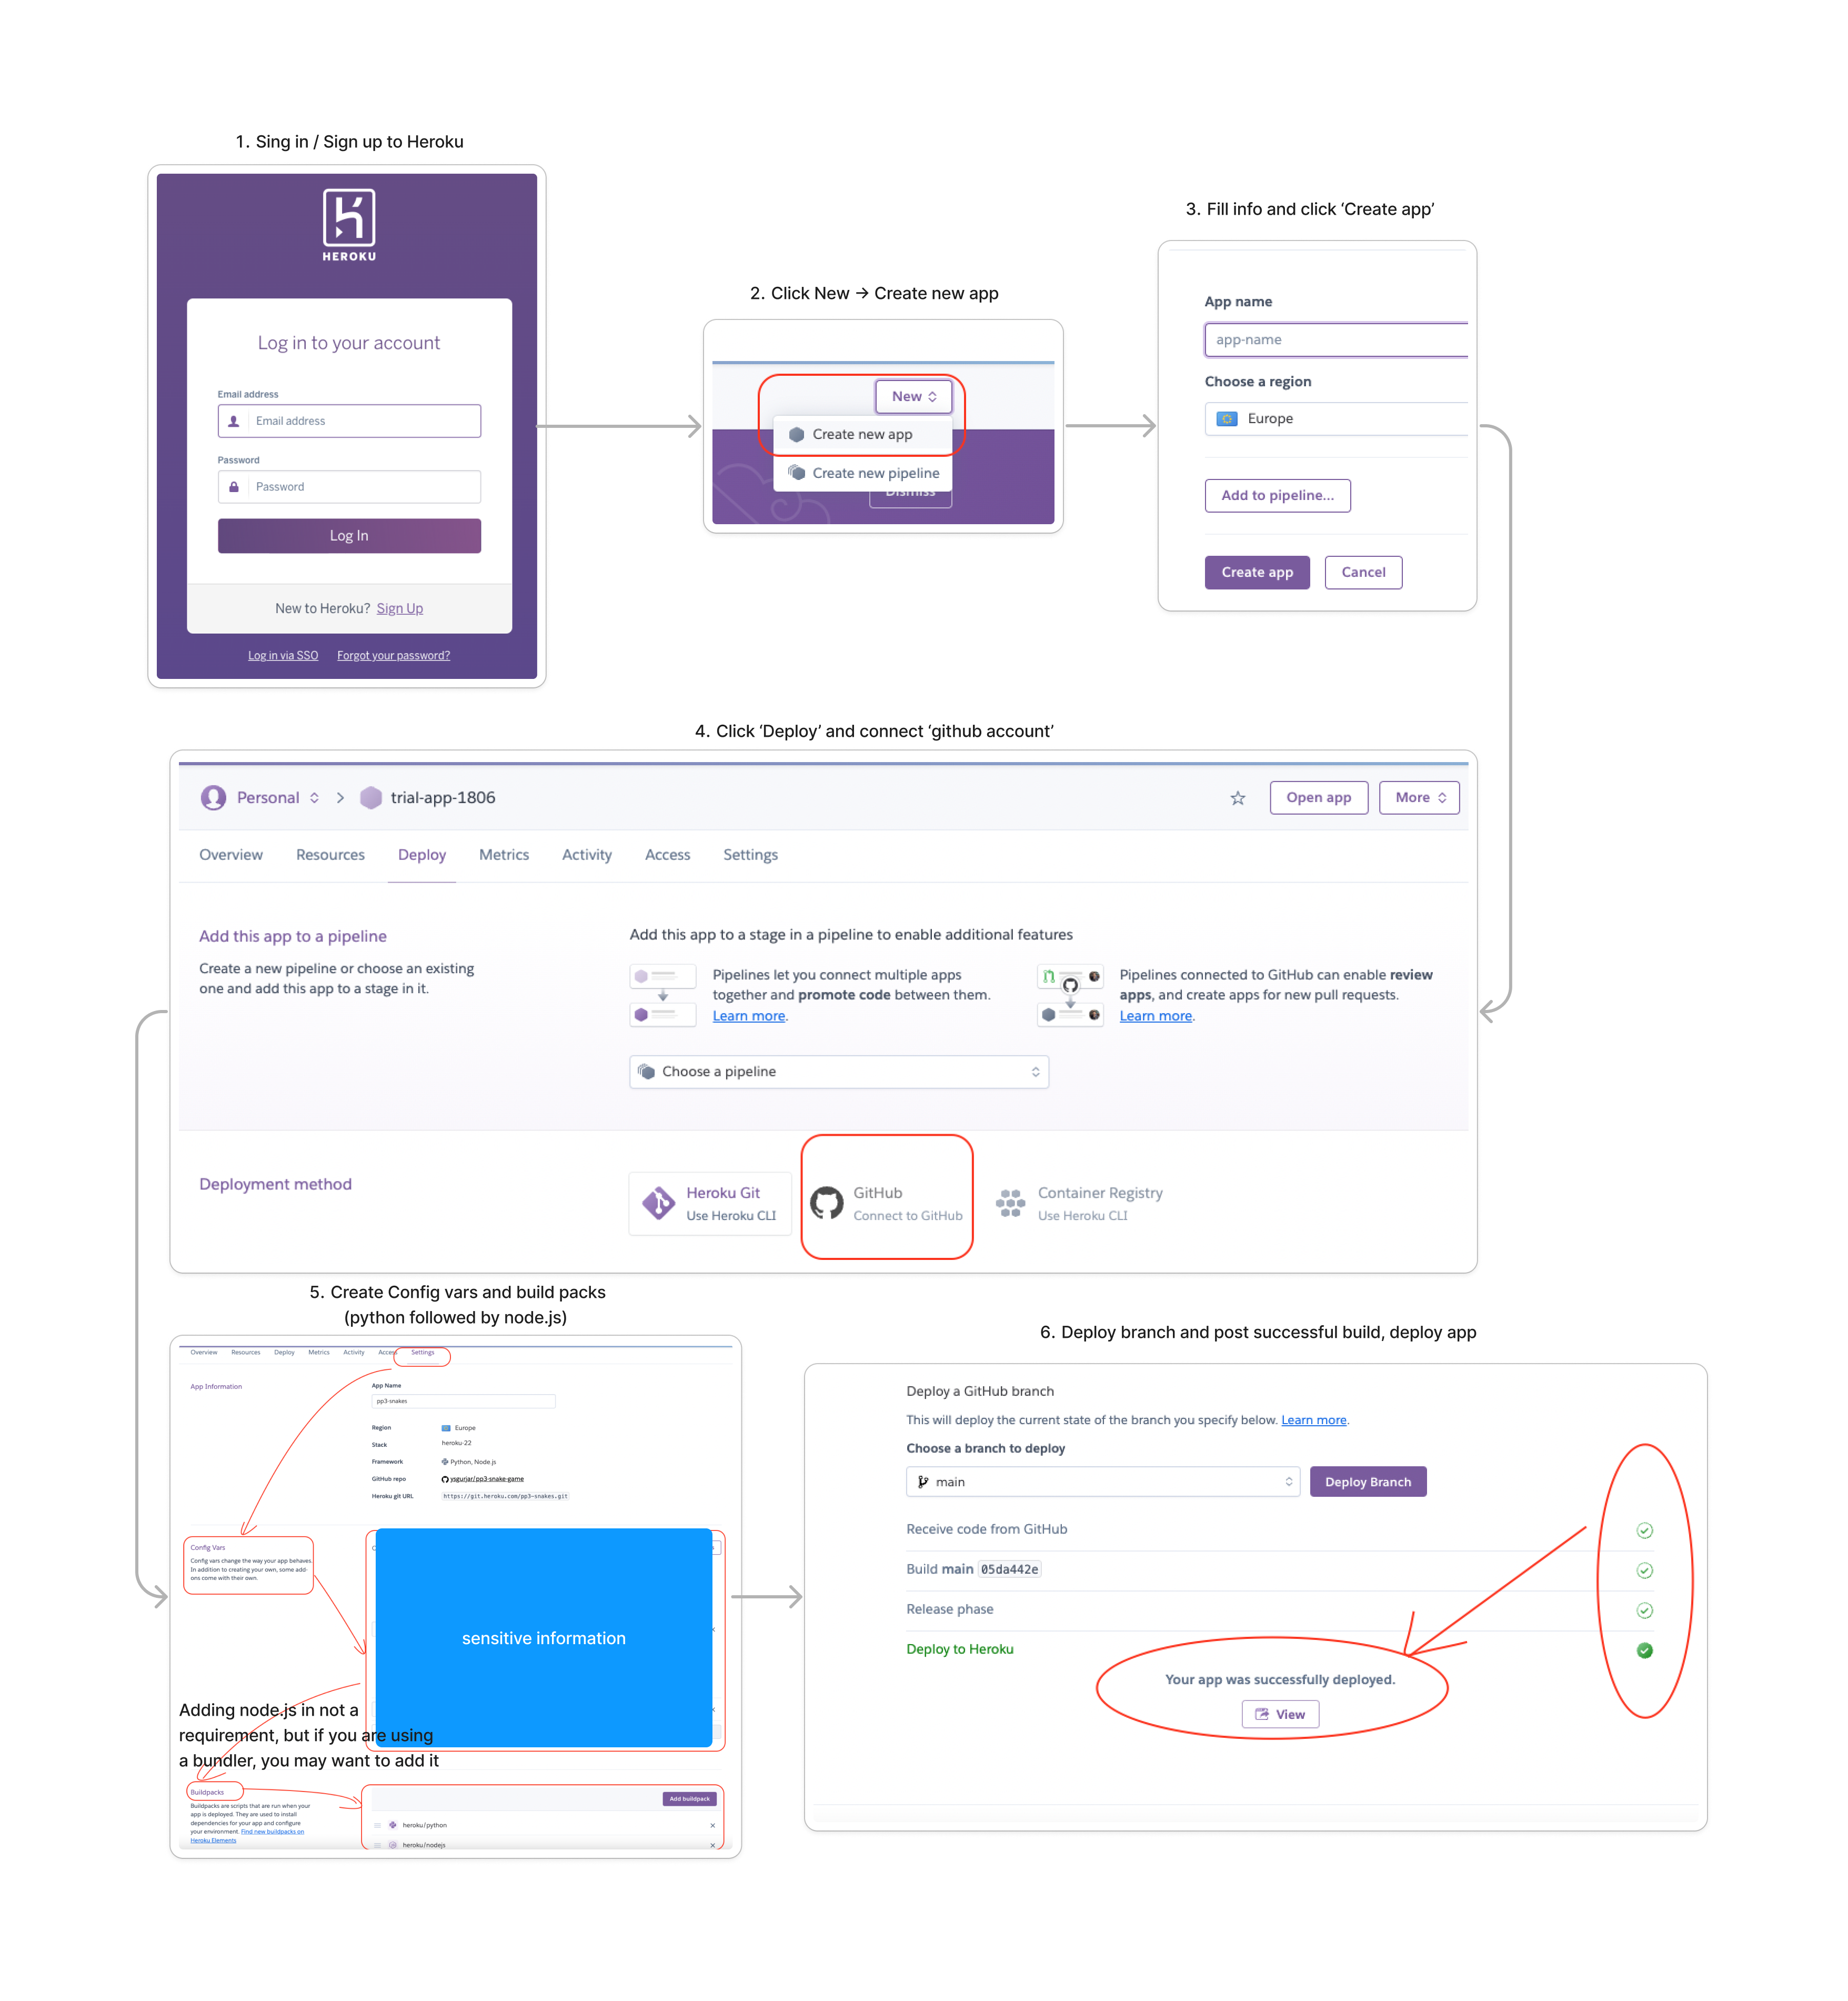 1. Sing in / Sign up to Heroku
HEROKU
Log in to your account
Email address
Email address
Password
Password
Log In
New to Heroku? Sign Up
Log in via SSO Forgot your password?
2. Click New → Create new app
New
Create new app
Create new pipeline
Dismiss
3. Fill info and click ‘Create app’
App name
app-name
Choose a region
Europe
Add to pipeline...
Create app Cancel
4. Click ‘Deploy’ and connect ‘github account’
Personal > trial-app-1806 Open app More
Overview Resources Deploy Metrics Activity Access Settings
Add this app to a pipeline
Create a new pipeline or choose an existing
one and add this app to a stage in it.
Add this app to a stage in a pipeline to enable additional features
Pipelines let you connect multiple apps
together and promote code between them.
Learn more.
Pipelines connected to GitHub can enable review
apps, and create apps for new pull requests.
Learn more.
Choose a pipeline
Deployment method
Heroku Git
Use Heroku CLI
GitHub
Connect to GitHub
Container Registry
Use Heroku CLI
5. Create Config vars and build packs
(python followed by node.js)
Overview Resources Deploy Metrics Activity Access Settings
App Information
App Name
pp3-snakes
Region Europe
Stack heroku-22
Framework Python, Node.js
GitHub repo ysgurjar/pp3-snake-game
Heroku git URL https://git.heroku.com/pp3-snakes.git
Config Vars
Config vars change the way your app behaves.
In addition to creating your own, some add-
ons come with their own.
sensitive information
Adding node.js in not a
requirement, but if you are using
a bundler, you may want to add it
Buildpacks
Buildpacks are scripts that are run when your
app is deployed. They are used to install
dependencies for your app and configure
your environment. Find new buildpacks on
Heroku Elements
Add buildpack
heroku/python
heroku/nodejs
6. Deploy branch and post successful build, deploy app
Deploy a GitHub branch
This will deploy the current state of the branch you specify below. Learn more.
Choose a branch to deploy
main Deploy Branch
Receive code from GitHub
Build main 05da442e
Release phase
Deploy to Heroku
Your app was successfully deployed.
View